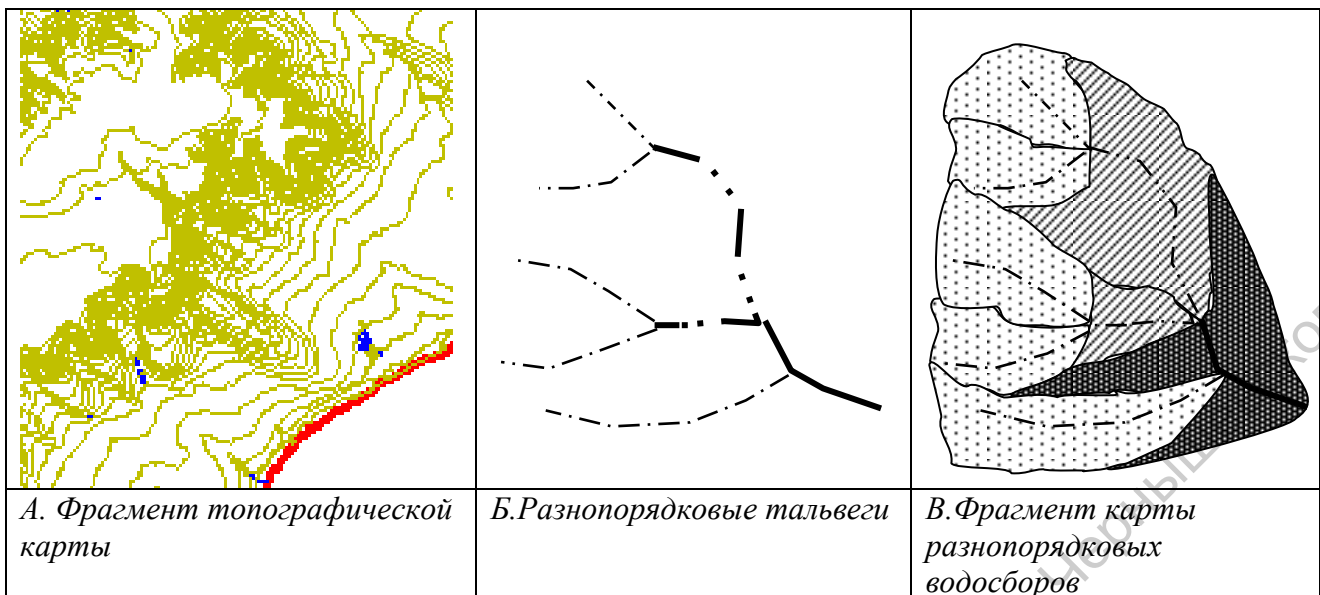 А. Фрагмент топографической
карты
Б.Разнопорядковые тальвеги
В.Фрагмент карты
разнопорядковых
водосборов